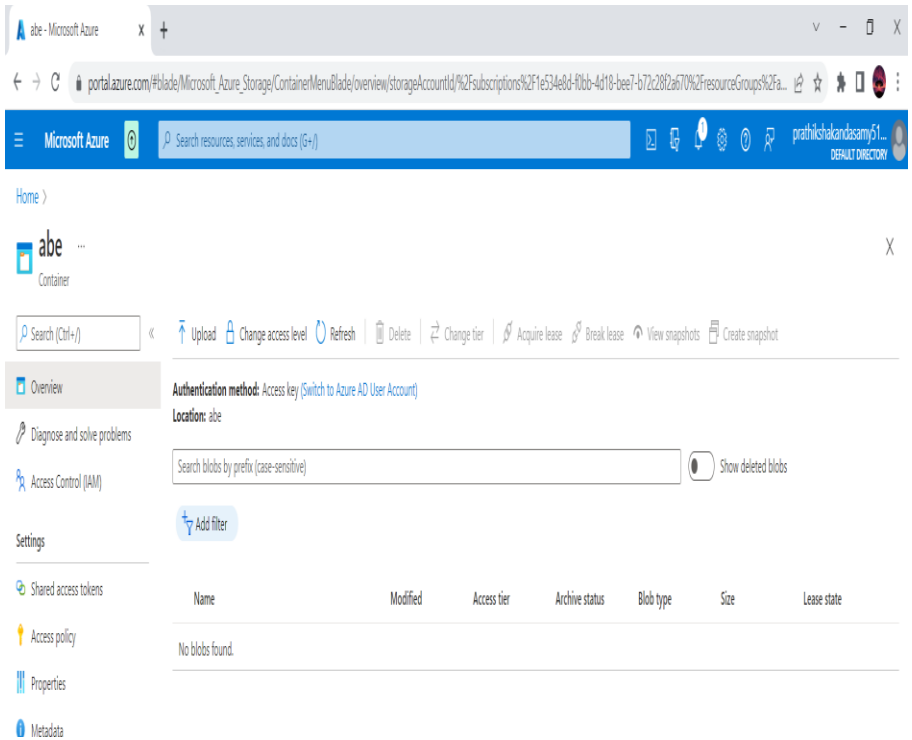 abe - Microsoft Azure
portal.azure.com/#blade/Microsoft_Azure_Storage/ContainerMenuBlade/overview/storageAccountId/%2Fsubscriptions%2F1e534e8d-f0bb-4d18-bee7-b72c28f2a670%2FresourceGroups%2Fa...
Microsoft Azure
Search resources, services, and docs (G+/)
1
prathikshakandasamy51...
DEFAULT DIRECTORY
Home >
abe ...
Container
Search (Ctrl+/) «
Upload Change access level Refresh Delete Change tier Acquire lease Break lease View snapshots Create snapshot
Overview
Diagnose and solve problems
Access Control (IAM)
Settings
Shared access tokens
Access policy
Properties
Metadata
Authentication method: Access key (Switch to Azure AD User Account)
Location: abe
Search blobs by prefix (case-sensitive) Show deleted blobs
Add filter
Name Modified Access tier Archive status Blob type Size Lease state
No blobs found.